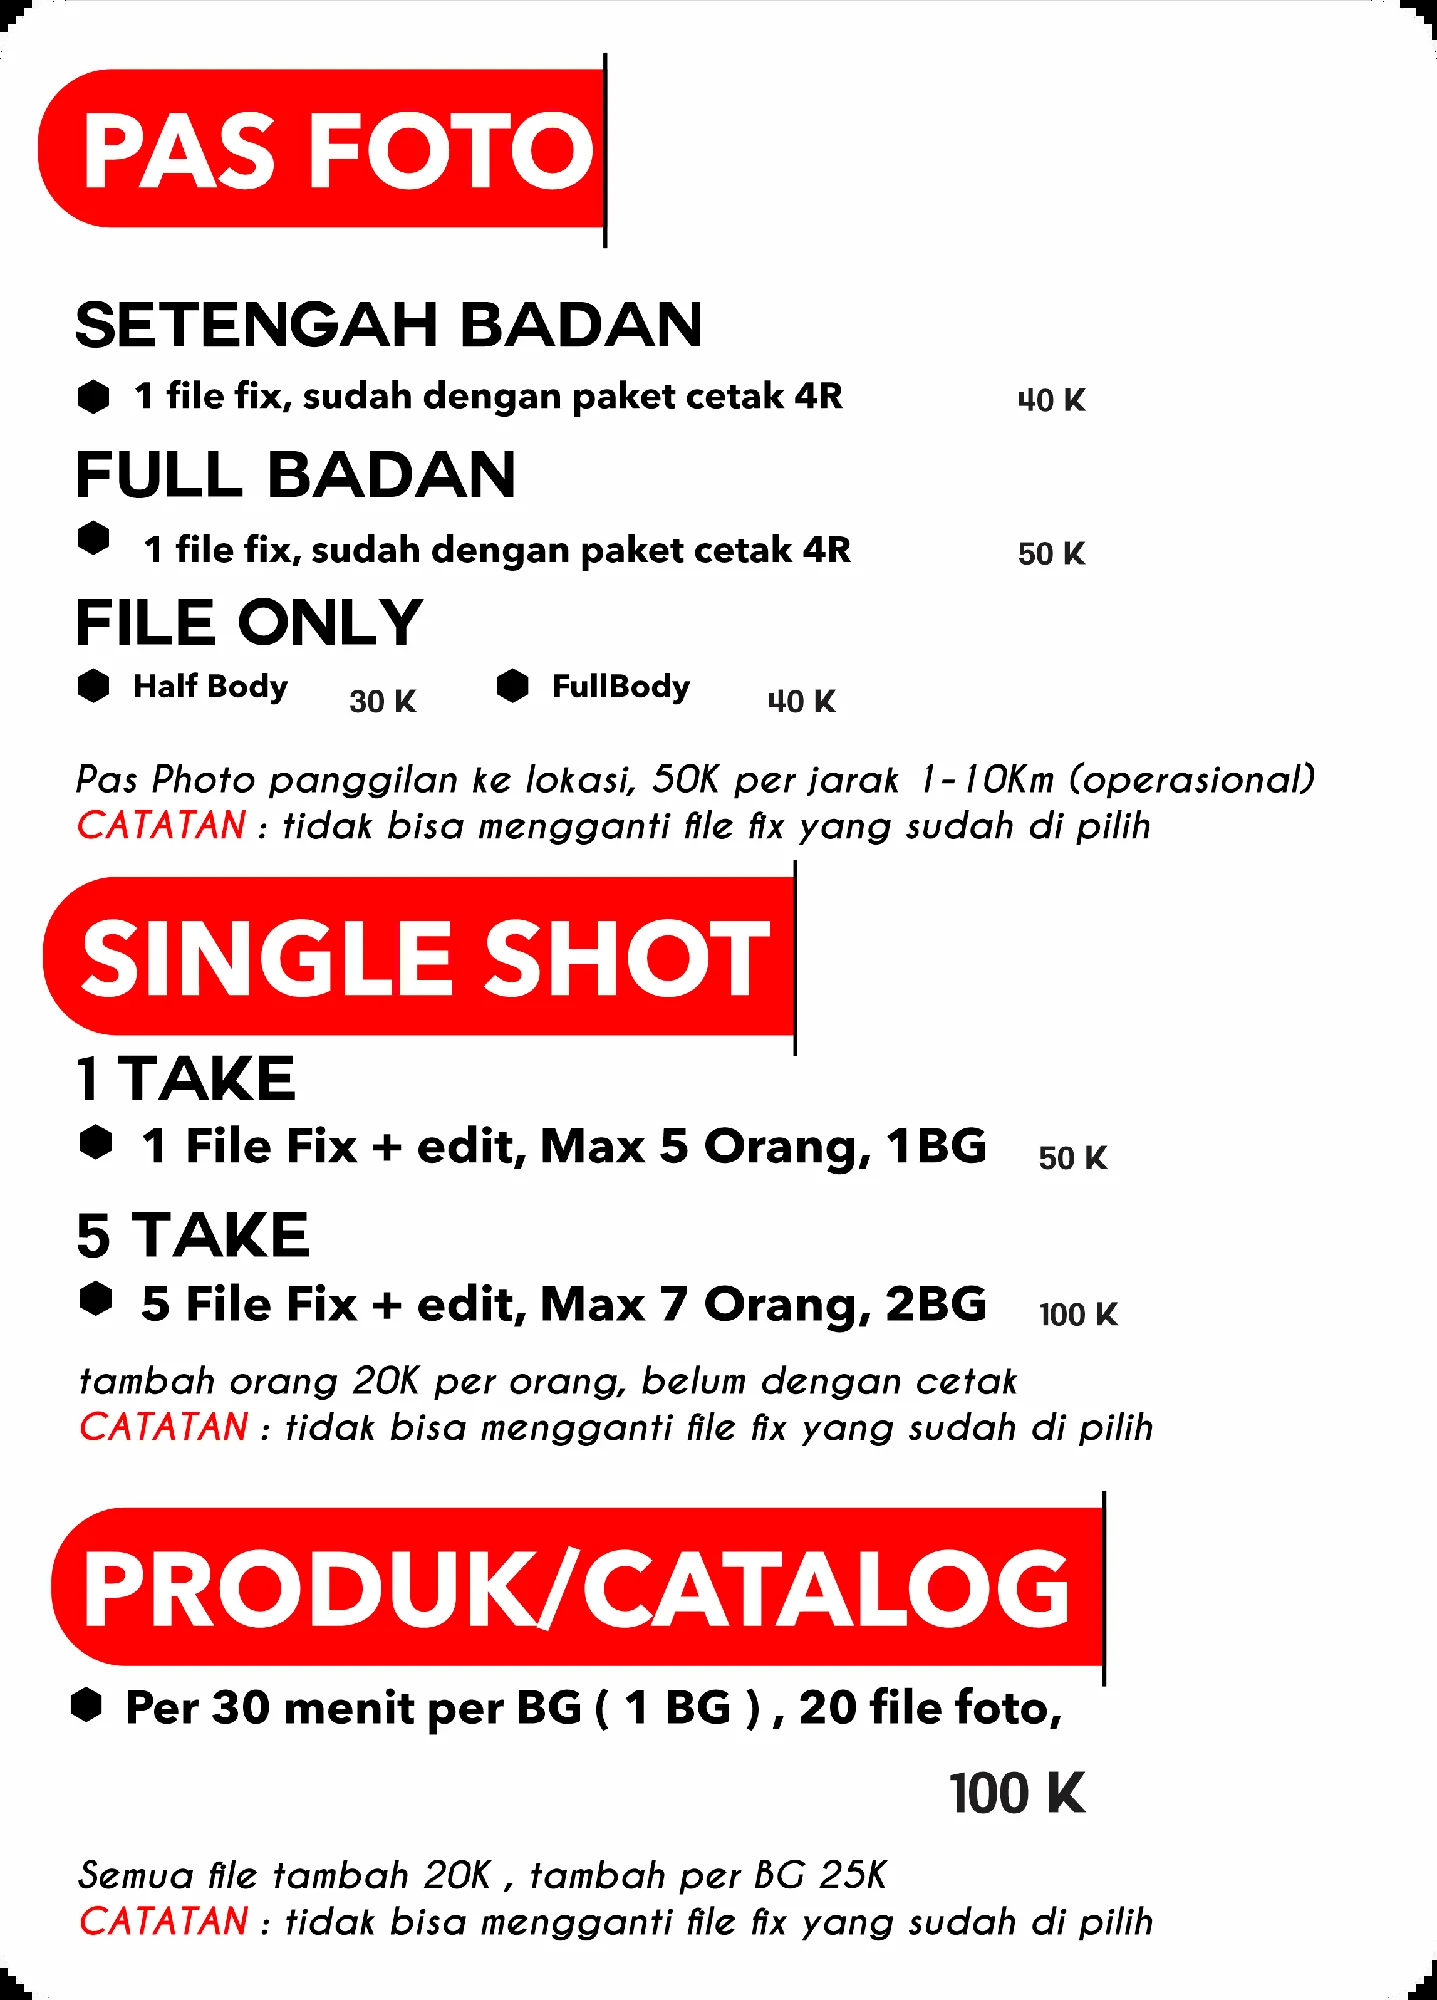 PAS FOTO
SETENGAH BADAN
1 file fix, sudah dengan paket cetak 4R 40 K
FULL BADAN
1 file fix, sudah dengan paket cetak 4R 50 K
FILE ONLY
Half Body 30 K FullBody 40 K
Pas Photo panggilan ke lokasi, 50K per jarak 1-10Km (operasional)
CATATAN : tidak bisa mengganti file fix yang sudah di pilih
SINGLE SHOT
1 TAKE
1 File Fix + edit, Max 5 Orang, 1BG 50 K
5 TAKE
5 File Fix + edit, Max 7 Orang, 2BG 100 K
tambah orang 20K per orang, belum dengan cetak
CATATAN : tidak bisa mengganti file fix yang sudah di pilih
PRODUK/CATALOG
Per 30 menit per BG ( 1 BG ) , 20 file foto,
100 K
Semua file tambah 20K , tambah per BG 25K
CATATAN : tidak bisa mengganti file fix yang sudah di pilih